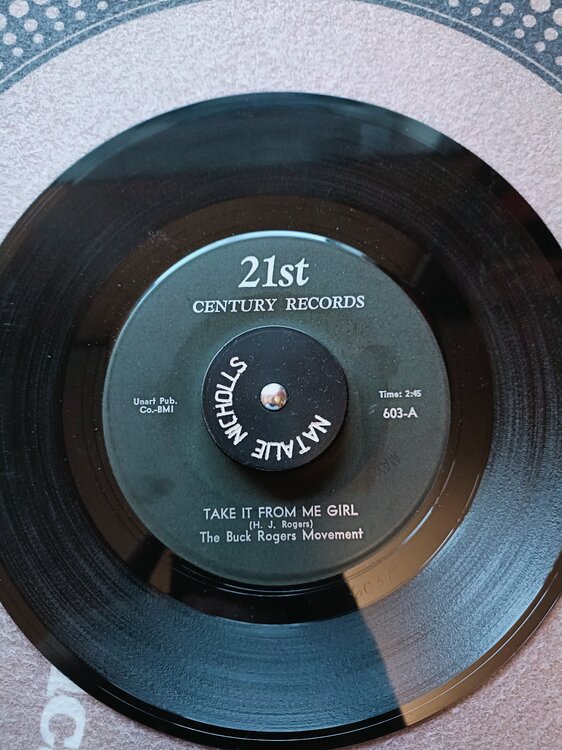 21st
CENTURY RECORDS
Unart Pub.
Co.-BMI
Time: 2:45
603-A
NATALIE NICHOLLS
TAKE IT FROM ME GIRL
(H. J. Rogers)
The Buck Rogers Movement